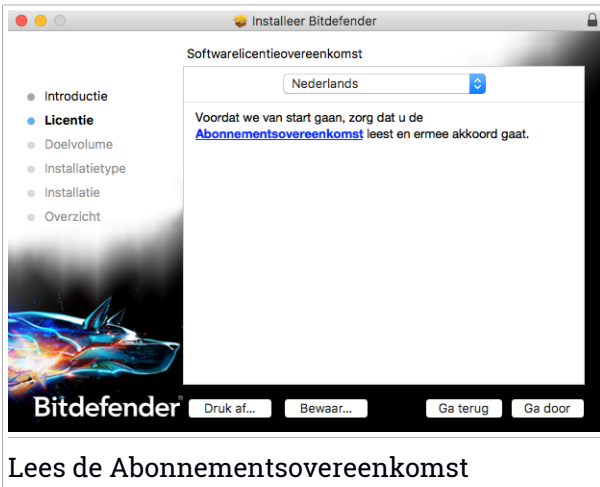 Installeer Bitdefender
Softwarelicentieovereenkomst
Nederlands
Introductie
Licentie
Doelvolume
Installatietype
Installatie
Overzicht
Voordat we van start gaan, zorg dat u de
Abonnementsovereenkomst leest en ermee akkoord gaat.
Bitdefender
Druk af...
Bewaar...
Ga terug
Ga door
Lees de Abonnementsovereenkomst